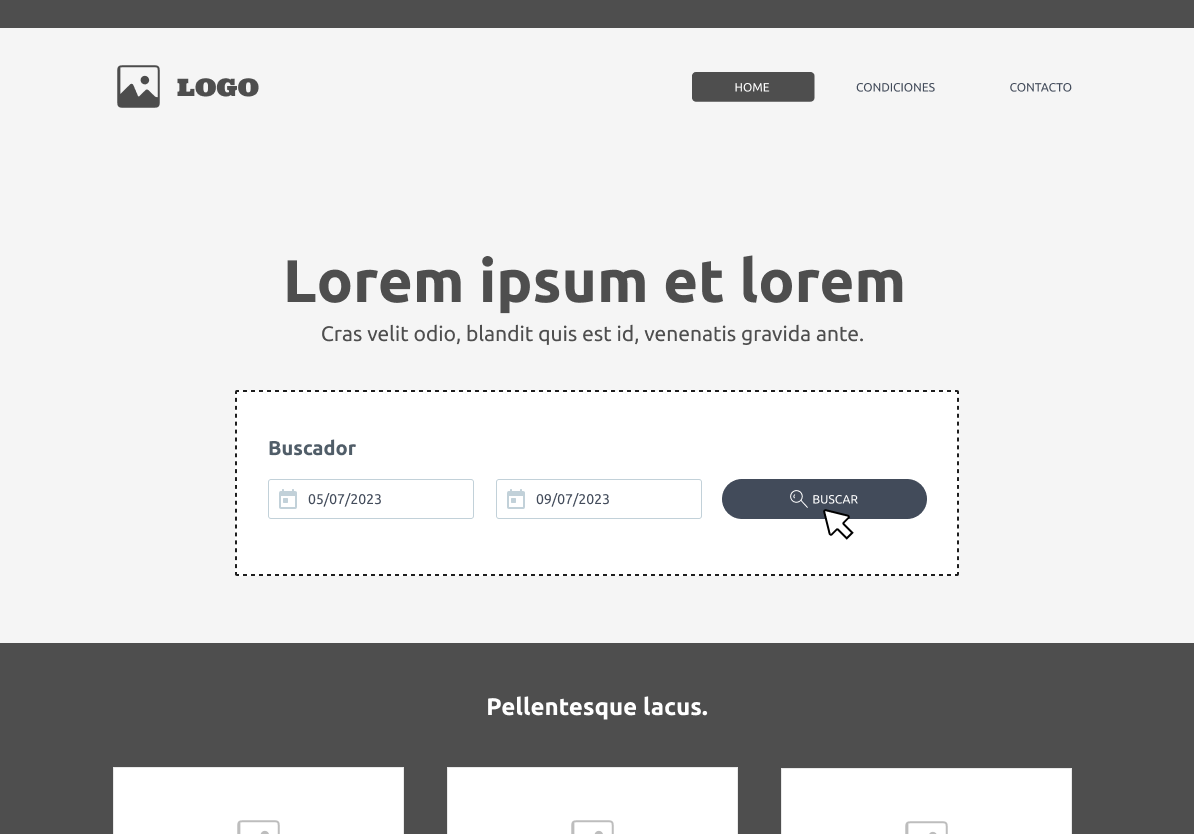 LOGO
HOME CONDICIONES CONTACTO
Lorem ipsum et lorem
Cras velit odio, blandit quis est id, venenatis gravida ante.
Buscador
05/07/2023 09/07/2023 BUSCAR
Pellentesque lacus.